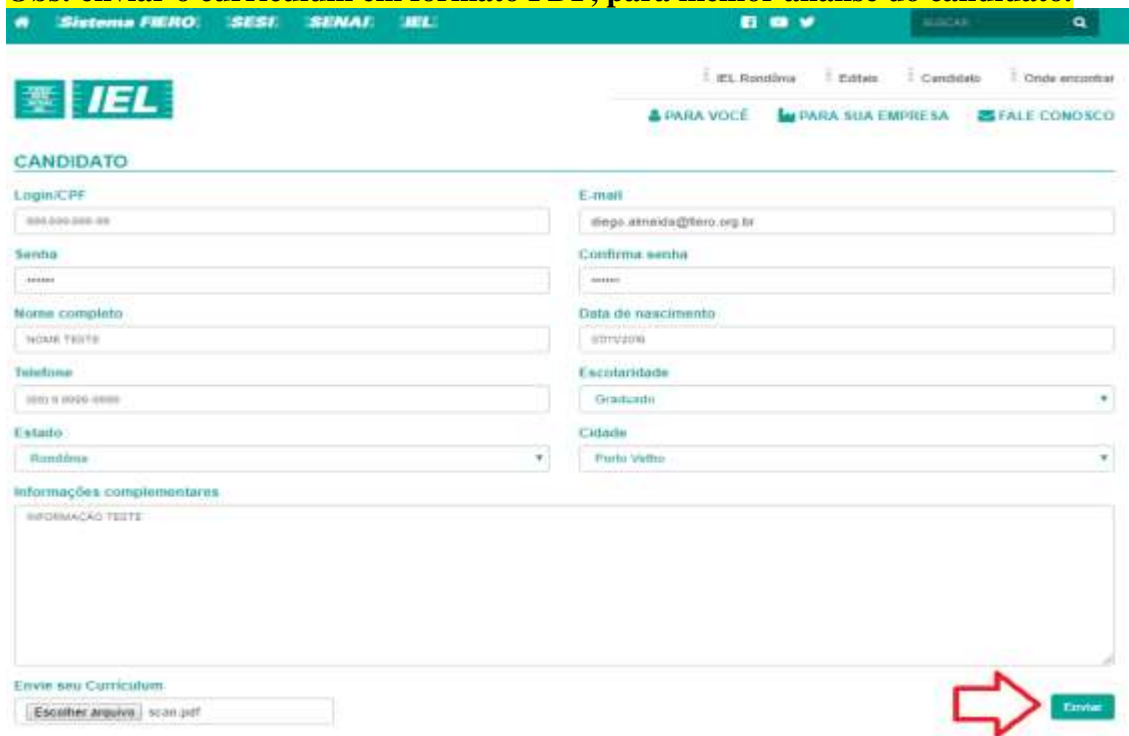 Obs: enviar o curriculum em formato PDF, para melhor análise do candidato.
Sistema FIERO SESI SENAI IEL BUSCAR
IEL
IEL Rondônia Editais Candidato Onde encontrar
PARA VOCÊ PARA SUA EMPRESA FALE CONOSCO
CANDIDATO
Login/CPF E-mail
diego.almeida@fiero.org.br
Senha Confirma senha
•••••• ••••••
Nome completo Data de nascimento
NOME TESTE
Telefone Escolaridade
Graduado
Estado Cidade
Rondônia Porto Velho
Informações complementares
INFORMAÇÃO TESTE
Envie seu Curriculum
Escolher arquivo scan.pdf
Enviar